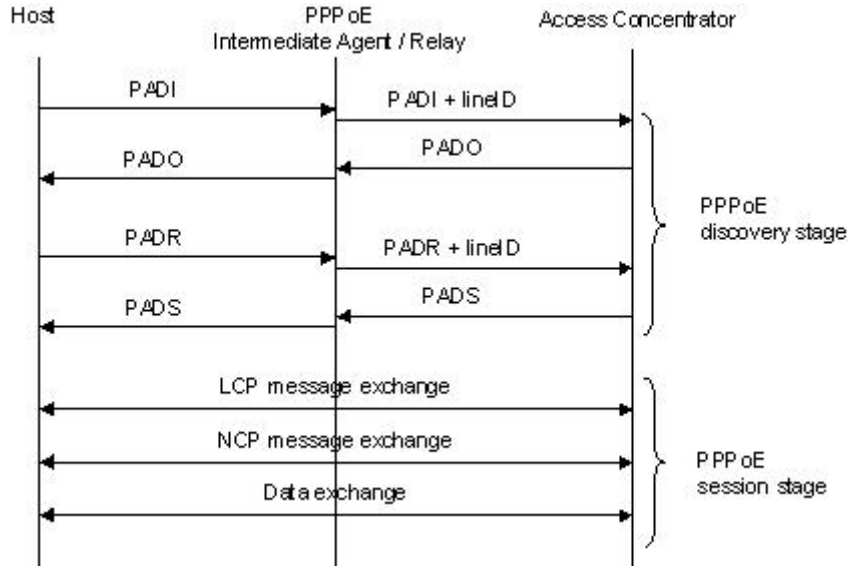 Host
PPPoE
Intermediate Agent / Relay
Access Concentrator
PADI
PADI + lineID
PADO
PADO
PPPoE
discovery stage
PADR
PADR + lineID
PADS
PADS
LCP message exchange
NCP message exchange
Data exchange
PPPoE
session stage